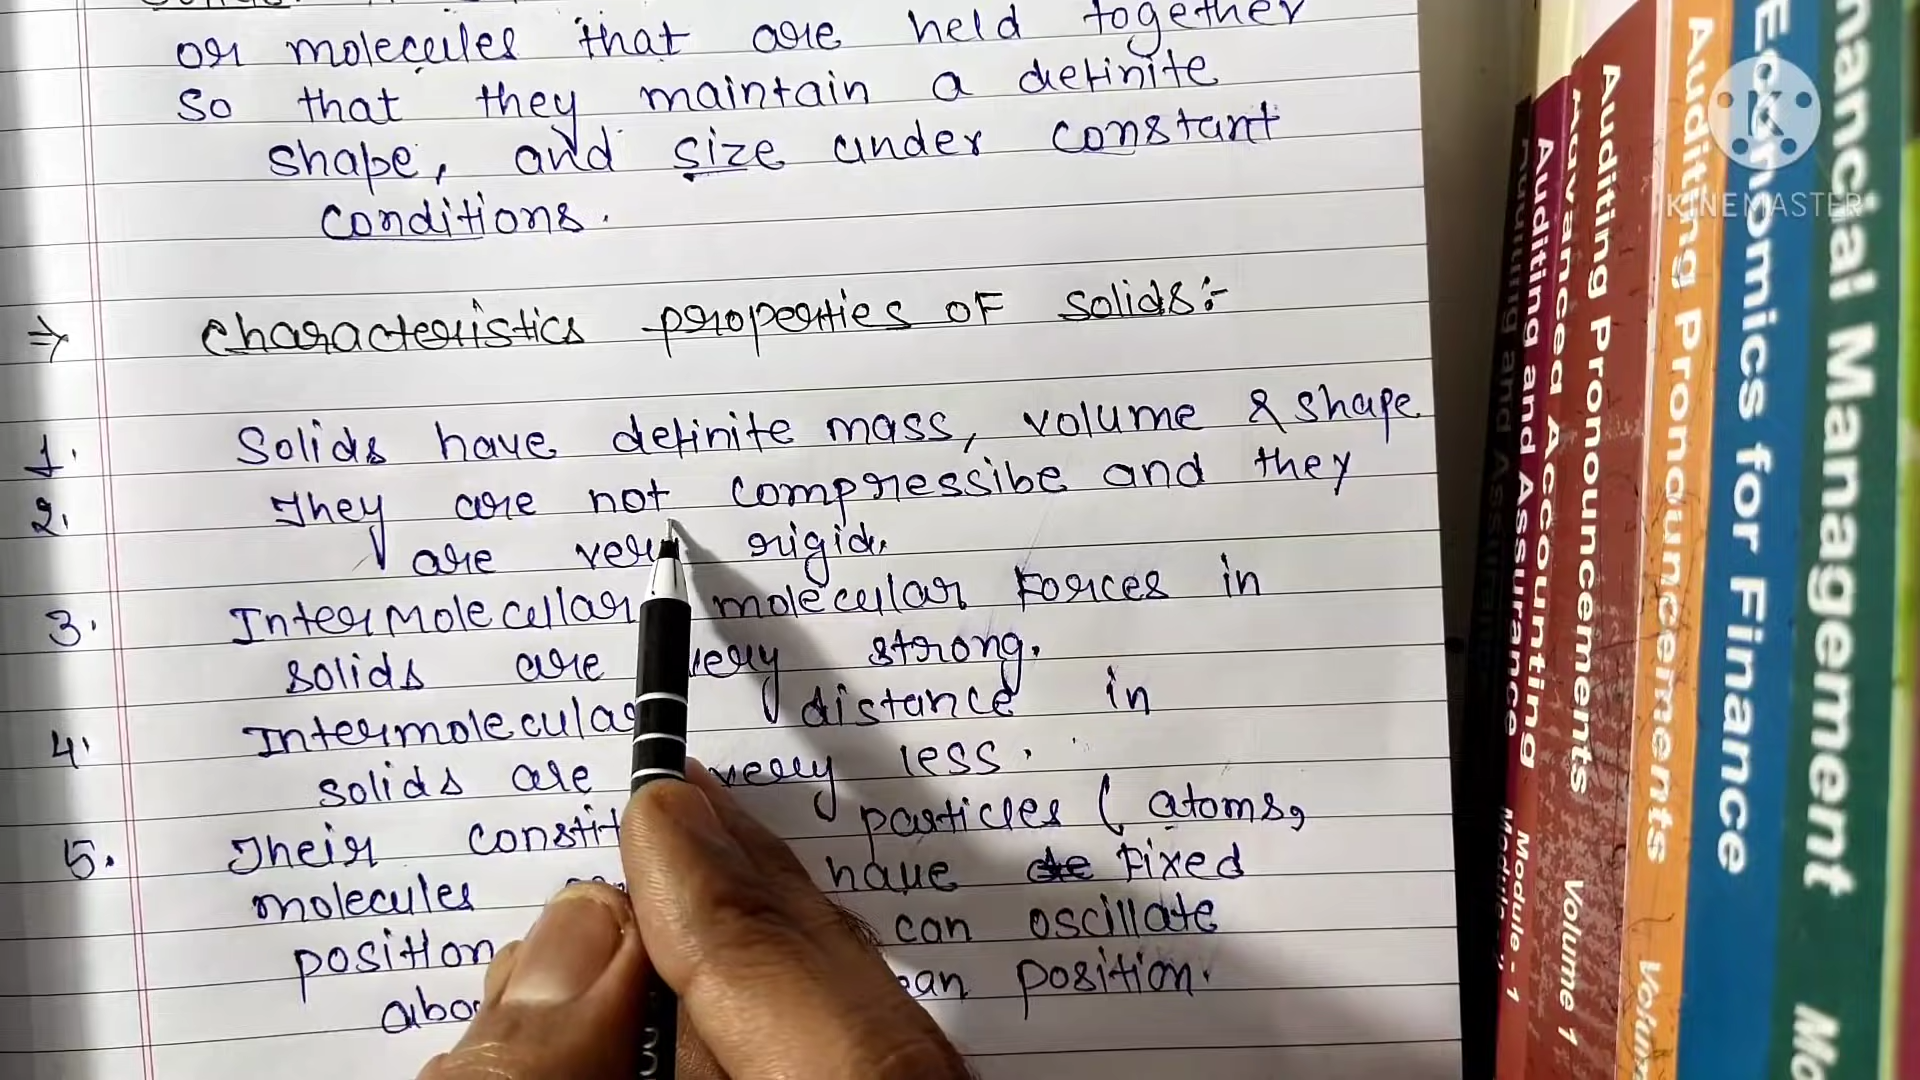 or molecules that are held together
so that they maintain a definite
shape, and size under constant
conditions.
⇒ characteristics properties of solids:-
1. Solids have definite mass, volume & shape
2. They are not compressibe and they
are very rigid.
3. Intermolecular molecular forces in
solids are very strong.
4. Intermolecular distance in
solids are very less.
5. Their particles ( atoms,
molecules have fixed
position can oscillate
position.
Auditing and Assurance
Module - 1
Advanced Accounting
Auditing Pronouncements
Volume 1
Auditing Pronouncements
Economics for Finance
Financial Management
KINEMASTER